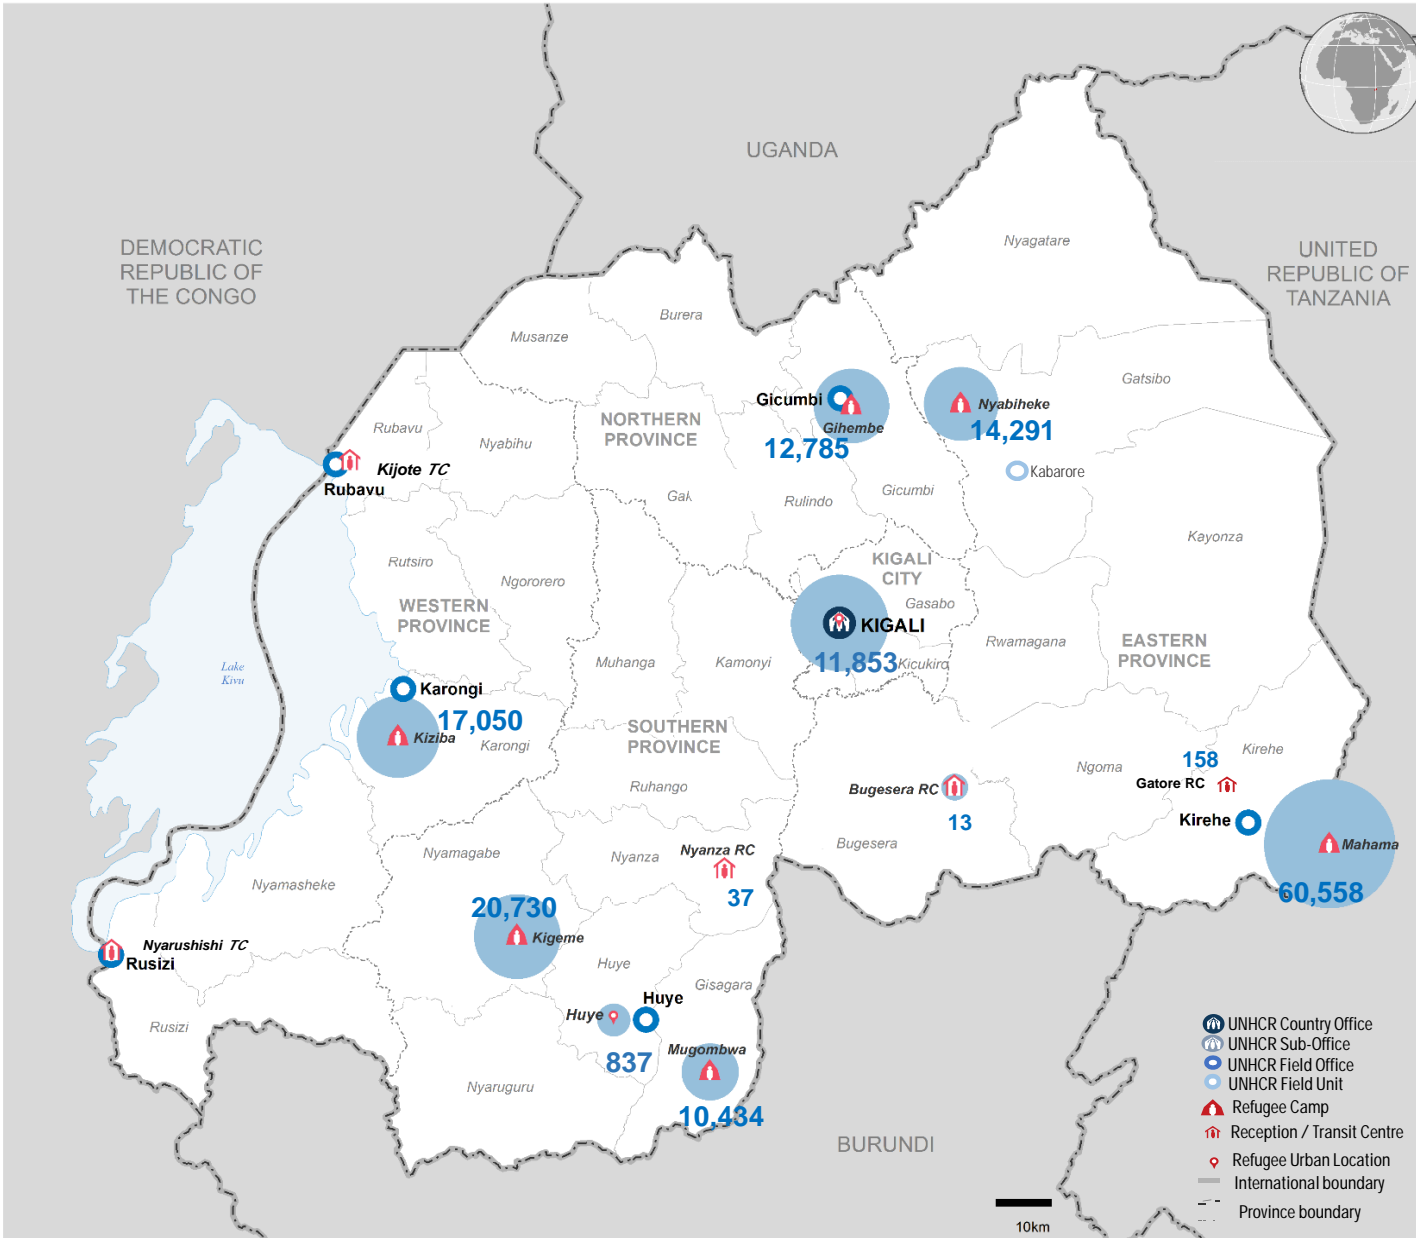 UGANDA
DEMOCRATIC
REPUBLIC OF
THE CONGO
UNITED
REPUBLIC OF
TANZANIA
Nyagatare
Burera
Musanze
Gatsibo
Gicumbi
Gihembe
12,785
Nyabiheke
14,291
Kabarore
NORTHERN
PROVINCE
Rubavu
Nyabihu
Kijote TC
Rubavu
Gak
Rulindo
Gicumbi
Kayonza
Rutsiro
Ngororero
KIGALI
CITY
Gasabo
KIGALI
11,853
Kicukiro
WESTERN
PROVINCE
Rwamagana
EASTERN
PROVINCE
Lake
Kivu
Muhanga
Kamonyi
Karongi
17,050
Kiziba
Karongi
SOUTHERN
PROVINCE
Ruhango
158
Gatore RC
Kirehe
Ngoma
Kirehe
Mahama
60,558
Bugesera RC
13
Bugesera
Nyamagabe
Nyanza
Nyanza RC
37
Nyamasheke
20,730
Kigeme
Nyarushishi TC
Rusizi
Rusizi
Huye
Gisagara
Huye
Huye
837
Mugombwa
10,434
Nyaruguru
BURUNDI
UNHCR Country Office
UNHCR Sub-Office
UNHCR Field Office
UNHCR Field Unit
Refugee Camp
Reception / Transit Centre
Refugee Urban Location
International boundary
Province boundary
10km